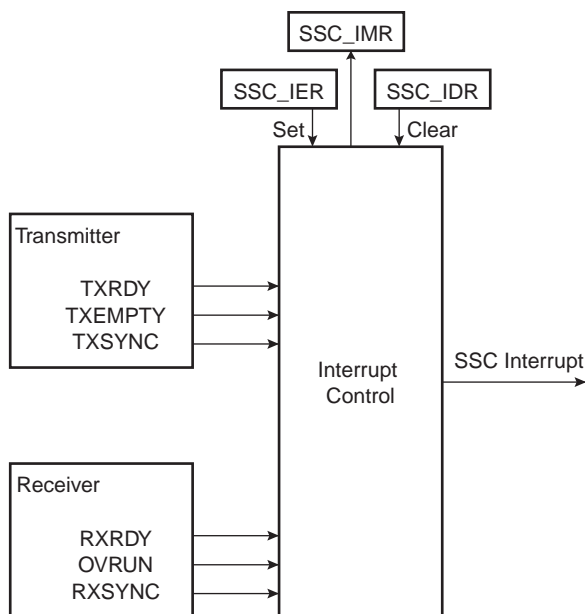 SSC_IMR
SSC_IER
SSC_IDR
Set
Clear
Transmitter
TXRDY
TXEMPTY
TXSYNC
Interrupt
Control
SSC Interrupt
Receiver
RXRDY
OVRUN
RXSYNC